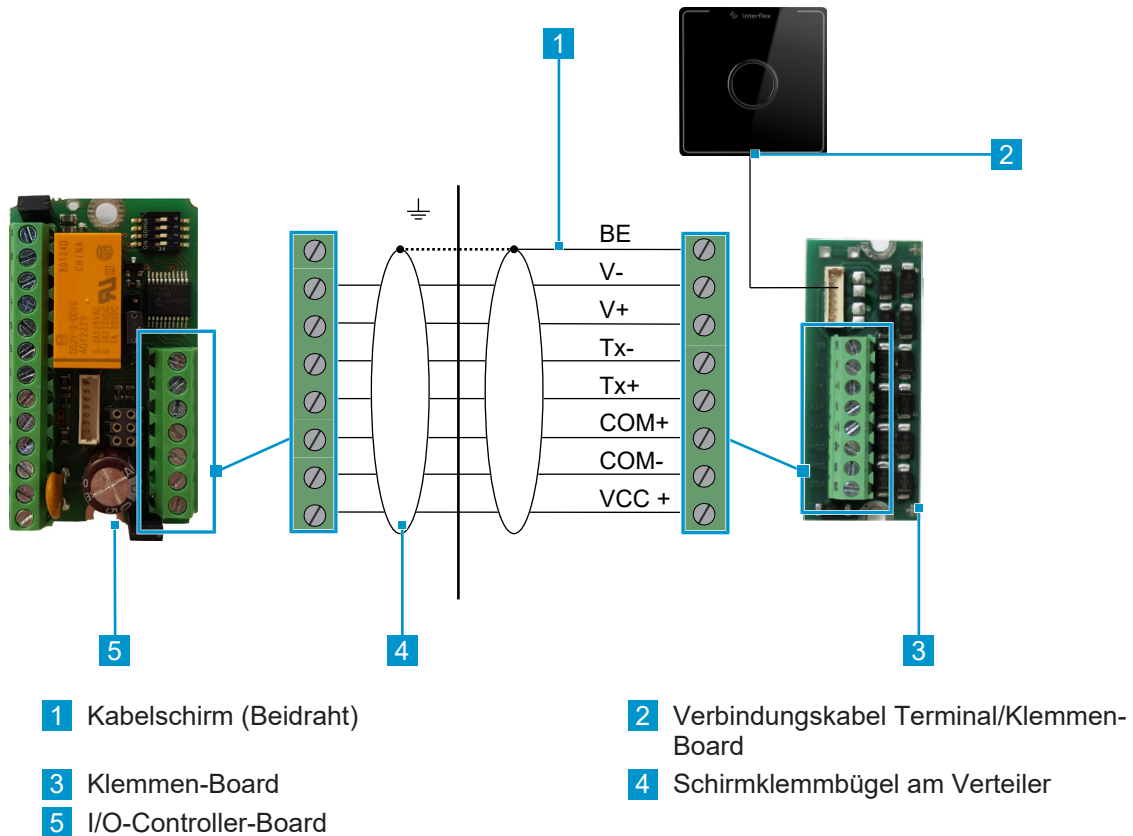 interflex
1
2
BE
V-
V+
Tx-
Tx+
COM+
COM-
VCC +
5
4
3
1 Kabelschirm (Beidraht)
2 Verbindungskabel Terminal/Klemmen-
Board
3 Klemmen-Board
4 Schirmklemmbügel am Verteiler
5 I/O-Controller-Board